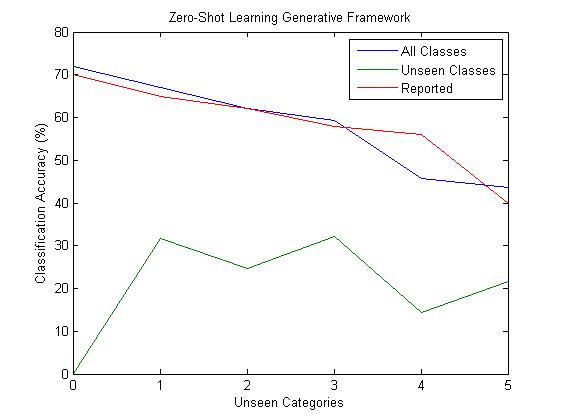 Zero-Shot Learning Generative Framework
80
70
60
50
40
30
20
10
0
Classification Accuracy (%)
All Classes
Unseen Classes
Reported
0 1 2 3 4 5
Unseen Categories